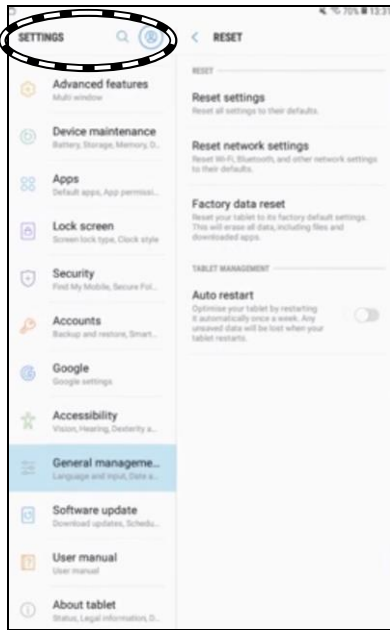 70% 13:31
SETTINGS
RESET
Advanced features
Multi window
Device maintenance
Battery, Storage, Memory, D...
Apps
Default apps, App permissi...
Lock screen
Screen lock type, Clock style
Security
Find My Mobile, Secure Fol...
Accounts
Backup and restore, Smart...
Google
Google settings
Accessibility
Vision, Hearing, Dexterity a...
General manageme...
Language and input, Date a...
Software update
Download updates, Schedu...
User manual
User manual
About tablet
Status, Legal information, D...
RESET
Reset settings
Reset all settings to their defaults.
Reset network settings
Reset Wi-Fi, Bluetooth, and other network settings
to their defaults.
Factory data reset
Reset your tablet to its factory default settings.
This will erase all data, including files and
downloaded apps.
TABLET MANAGEMENT
Auto restart
Optimise your tablet by restarting
it automatically once a week. Any
unsaved data will be lost when your
tablet restarts.